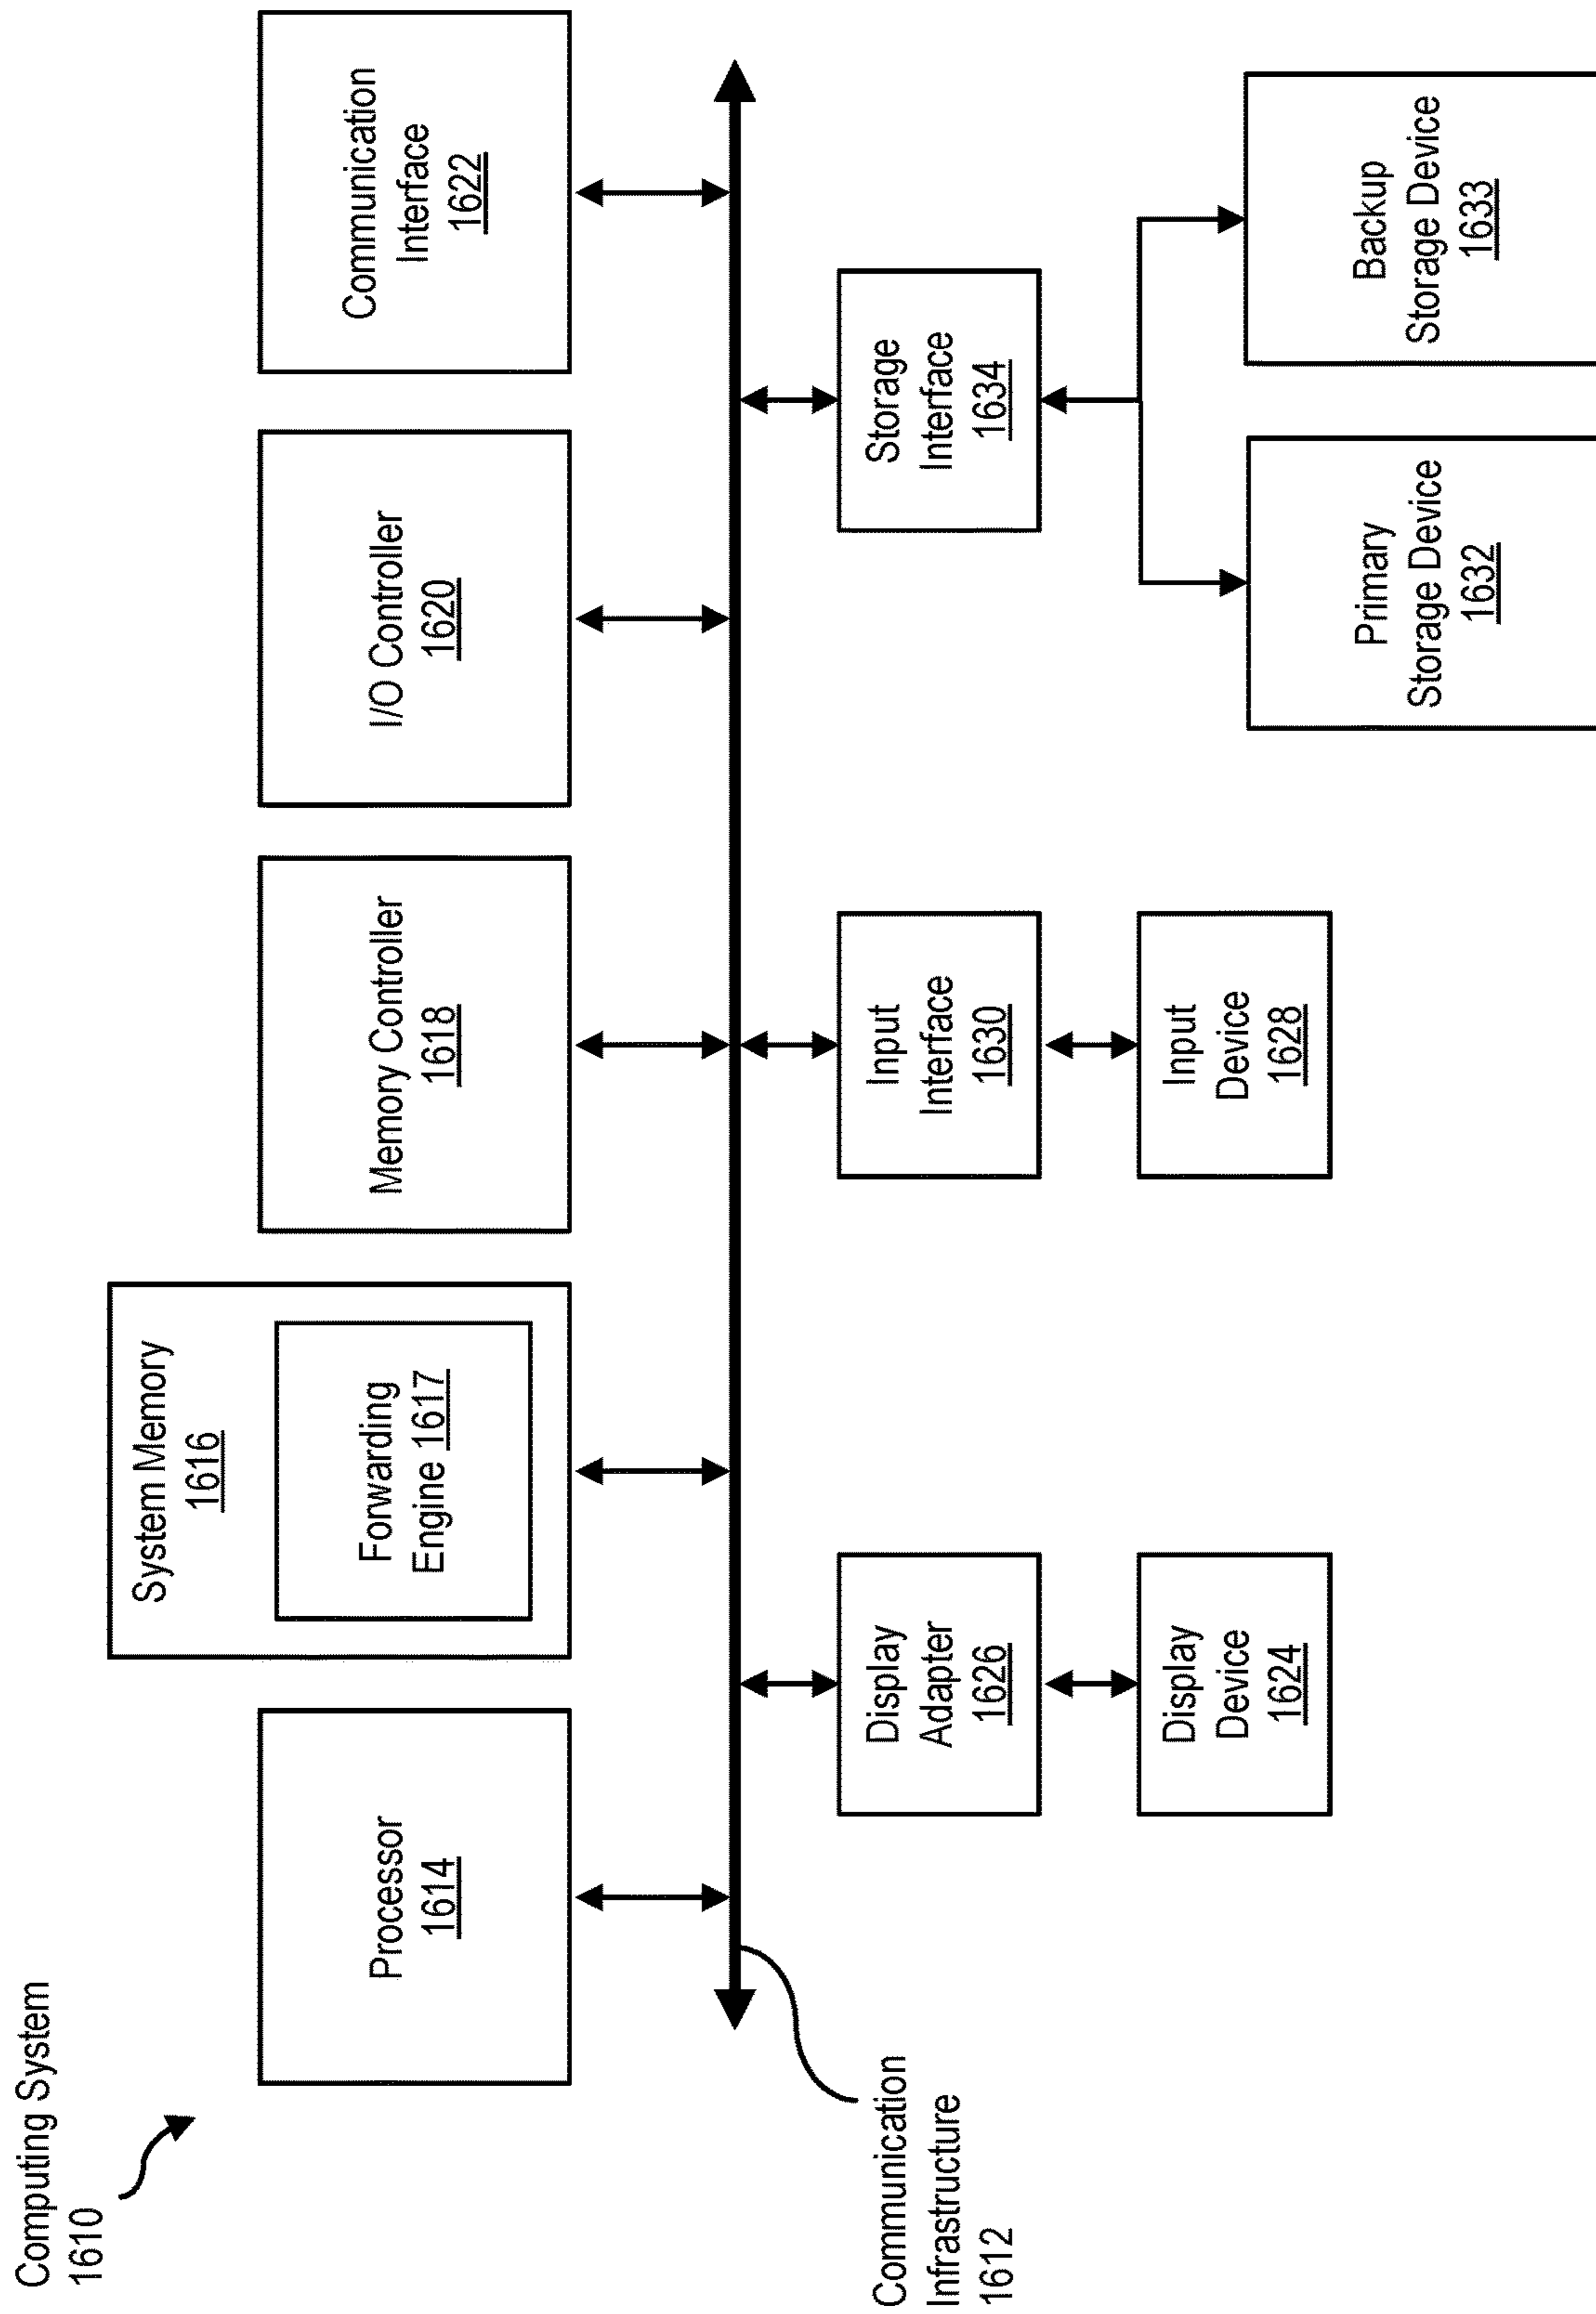 Computing System
1610
Processor
1614
System Memory
1616
Forwarding
Engine 1617
Memory Controller
1618
I/O Controller
1620
Communication
Interface
1622
Communication
Infrastructure
1612
Display
Adapter
1626
Input
Interface
1630
Storage
Interface
1634
Display
Device
1624
Input
Device
1628
Primary
Storage Device
1632
Backup
Storage Device
1633